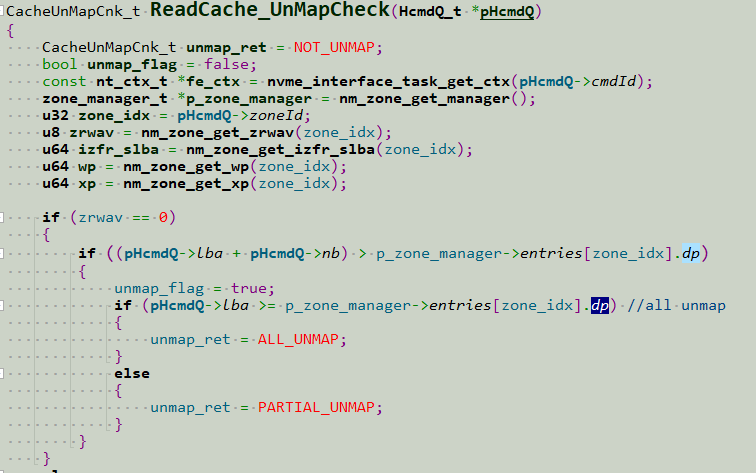 CacheUnMapCnk_t ReadCache_UnMapCheck(HcmdQ_t *pHcmdQ)
{
CacheUnMapCnk_t unmap_ret = NOT_UNMAP;
bool unmap_flag = false;
const nt_ctx_t *fe_ctx = nvme_interface_task_get_ctx(pHcmdQ->cmdId);
zone_manager_t *p_zone_manager = nm_zone_get_manager();
u32 zone_idx = pHcmdQ->zoneId;
u8 zrwav = nm_zone_get_zrwav(zone_idx);
u64 izfr_slba = nm_zone_get_izfr_slba(zone_idx);
u64 wp = nm_zone_get_wp(zone_idx);
u64 xp = nm_zone_get_xp(zone_idx);
if (zrwav == 0)
{
if ((pHcmdQ->lba + pHcmdQ->nb) > p_zone_manager->entries[zone_idx].dp)
{
unmap_flag = true;
if (pHcmdQ->lba >= p_zone_manager->entries[zone_idx].dp) //all unmap
{
unmap_ret = ALL_UNMAP;
}
else
{
unmap_ret = PARTIAL_UNMAP;
}
}
}